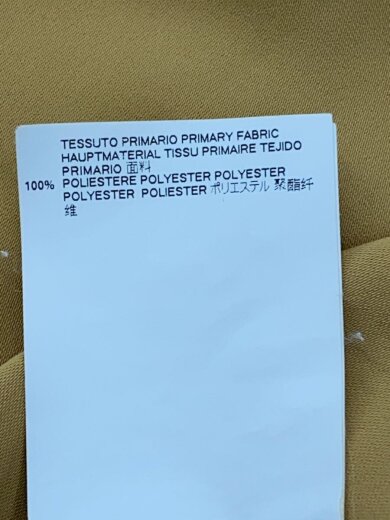 TESSUTO PRIMARIO PRIMARY FABRIC
HAUPTMATERIAL TISSU PRIMAIRE TEJIDO
PRIMARIO 面料
100% POLIESTERE POLYESTER POLYESTER
POLYESTER POLIESTER ポリエステル 聚酯纤
维